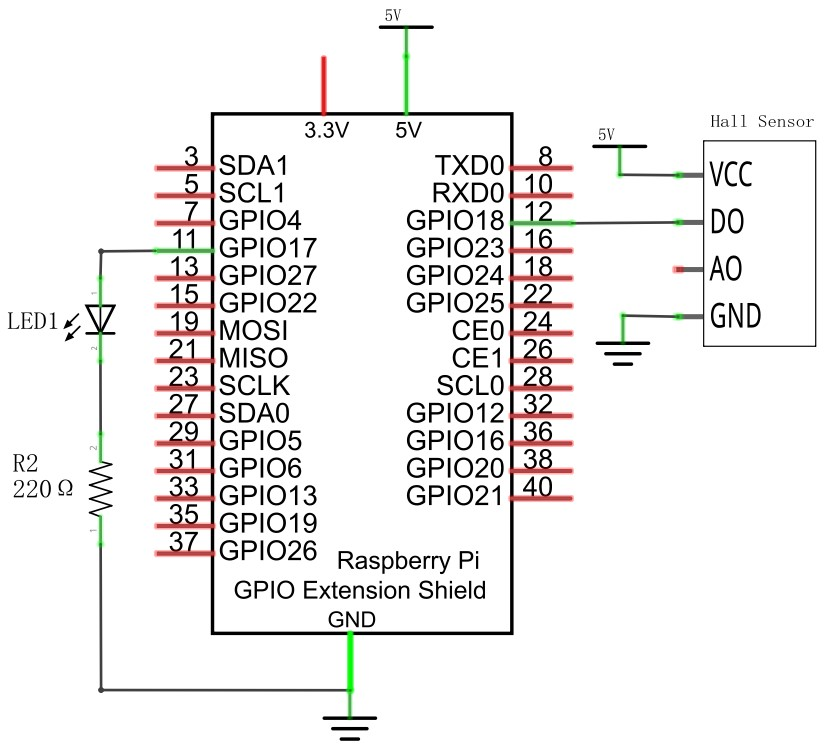 5V
3.3V 5V
3 SDA1 TXD0 8
5 SCL1 RXD0 10
7 GPIO4 GPIO18 12
11 GPIO17 GPIO23 16
13 GPIO27 GPIO24 18
15 GPIO22 GPIO25 22
19 MOSI CE0 24
21 MISO CE1 26
23 SCLK SCL0 28
27 SDA0 GPIO12 32
29 GPIO5 GPIO16 36
31 GPIO6 GPIO20 38
33 GPIO13 GPIO21 40
35 GPIO19
37 GPIO26
Raspberry Pi
GPIO Extension Shield
GND
1
LED1
2
2
R2
220Ω
1
Hall Sensor
5V
VCC
DO
AO
GND